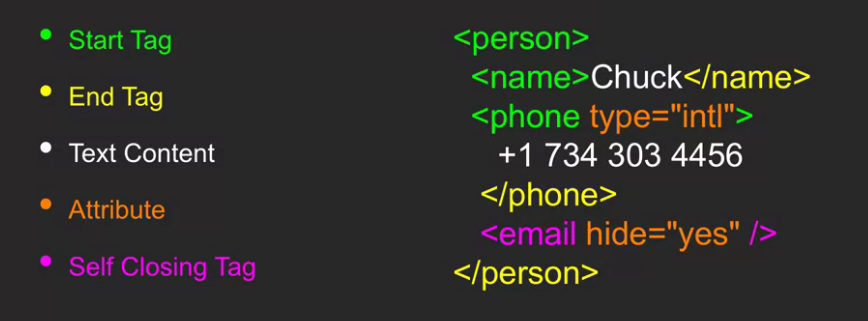 • Start Tag
• End Tag
• Text Content
• Attribute
• Self Closing Tag
<person>
<name>Chuck</name>
<phone type="intl">
+1 734 303 4456
</phone>
<email hide="yes" />
</person>